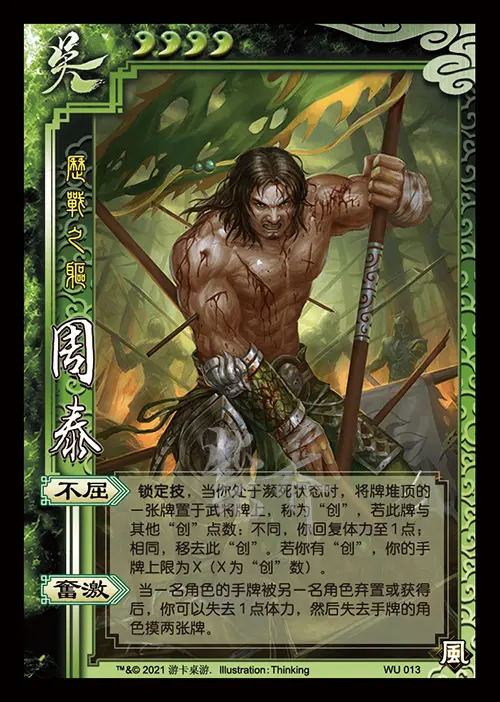 吴
歷戰之軀
周泰
不屈
锁定技，当你处于濒死状态时，将牌堆顶的
一张牌置于武将牌上，称为“创”，若此牌与
其他“创”点数：不同，你回复体力至1点；
相同，移去此“创”。若你有“创”，你的手
牌上限为X（X为“创”数）。
奋激
当一名角色的手牌被另一名角色弃置或获得
后，你可以失去1点体力，然后失去手牌的角
色摸两张牌。
™&© 2021 游卡桌游. Illustration：Thinking
WU 013
風